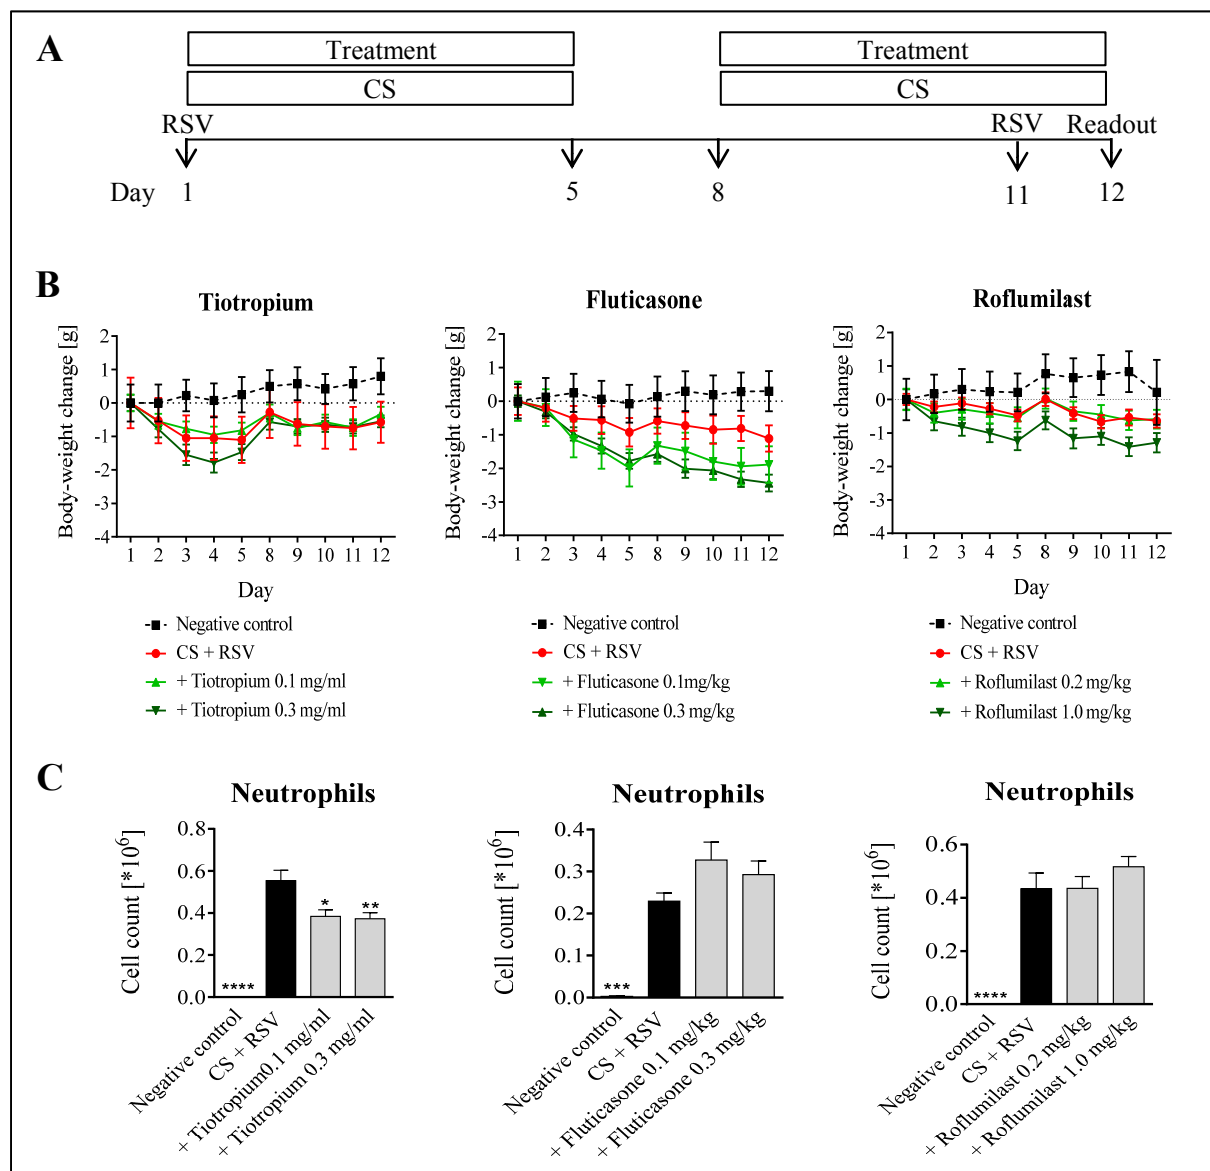 A
Treatment
Treatment
CS
CS
RSV
RSV
Readout
Day
1
5
8
11
12
B
Tiotropium
Body-weight change [g]
2
1
0
-1
-2
-3
-4
1 2 3 4 5 8 9 10 11 12
Day
Negative control
CS + RSV
+ Tiotropium 0.1 mg/ml
+ Tiotropium 0.3 mg/ml
Fluticasone
Body-weight change [g]
2
1
0
-1
-2
-3
-4
1 2 3 4 5 8 9 10 11 12
Negative control
CS + RSV
+ Fluticasone 0.1mg/kg
+ Fluticasone 0.3 mg/kg
Roflumilast
Body-weight change [g]
2
1
0
-1
-2
-3
-4
1 2 3 4 5 8 9 10 11 12
Day
Negative control
CS + RSV
+ Roflumilast 0.2 mg/kg
+ Roflumilast 1.0 mg/kg
C
Neutrophils
Cell count [*10⁶]
0.8
0.6
0.4
0.2
0.0
****
*
**
Negative control
CS + RSV
+ Tiotropium0.1 mg/ml
+ Tiotropium 0.3 mg/ml
Neutrophils
Cell count [*10⁶]
0.4
0.3
0.2
0.1
0.0
***
Negative control
CS + RSV
+ Fluticasone 0.1 mg/kg
+ Fluticasone 0.3 mg/kg
Neutrophils
Cell count [*10⁶]
0.6
0.4
0.2
0.0
****
Negative control
CS + RSV
+ Roflumilast 0.2 mg/kg
+ Roflumilast 1.0 mg/kg